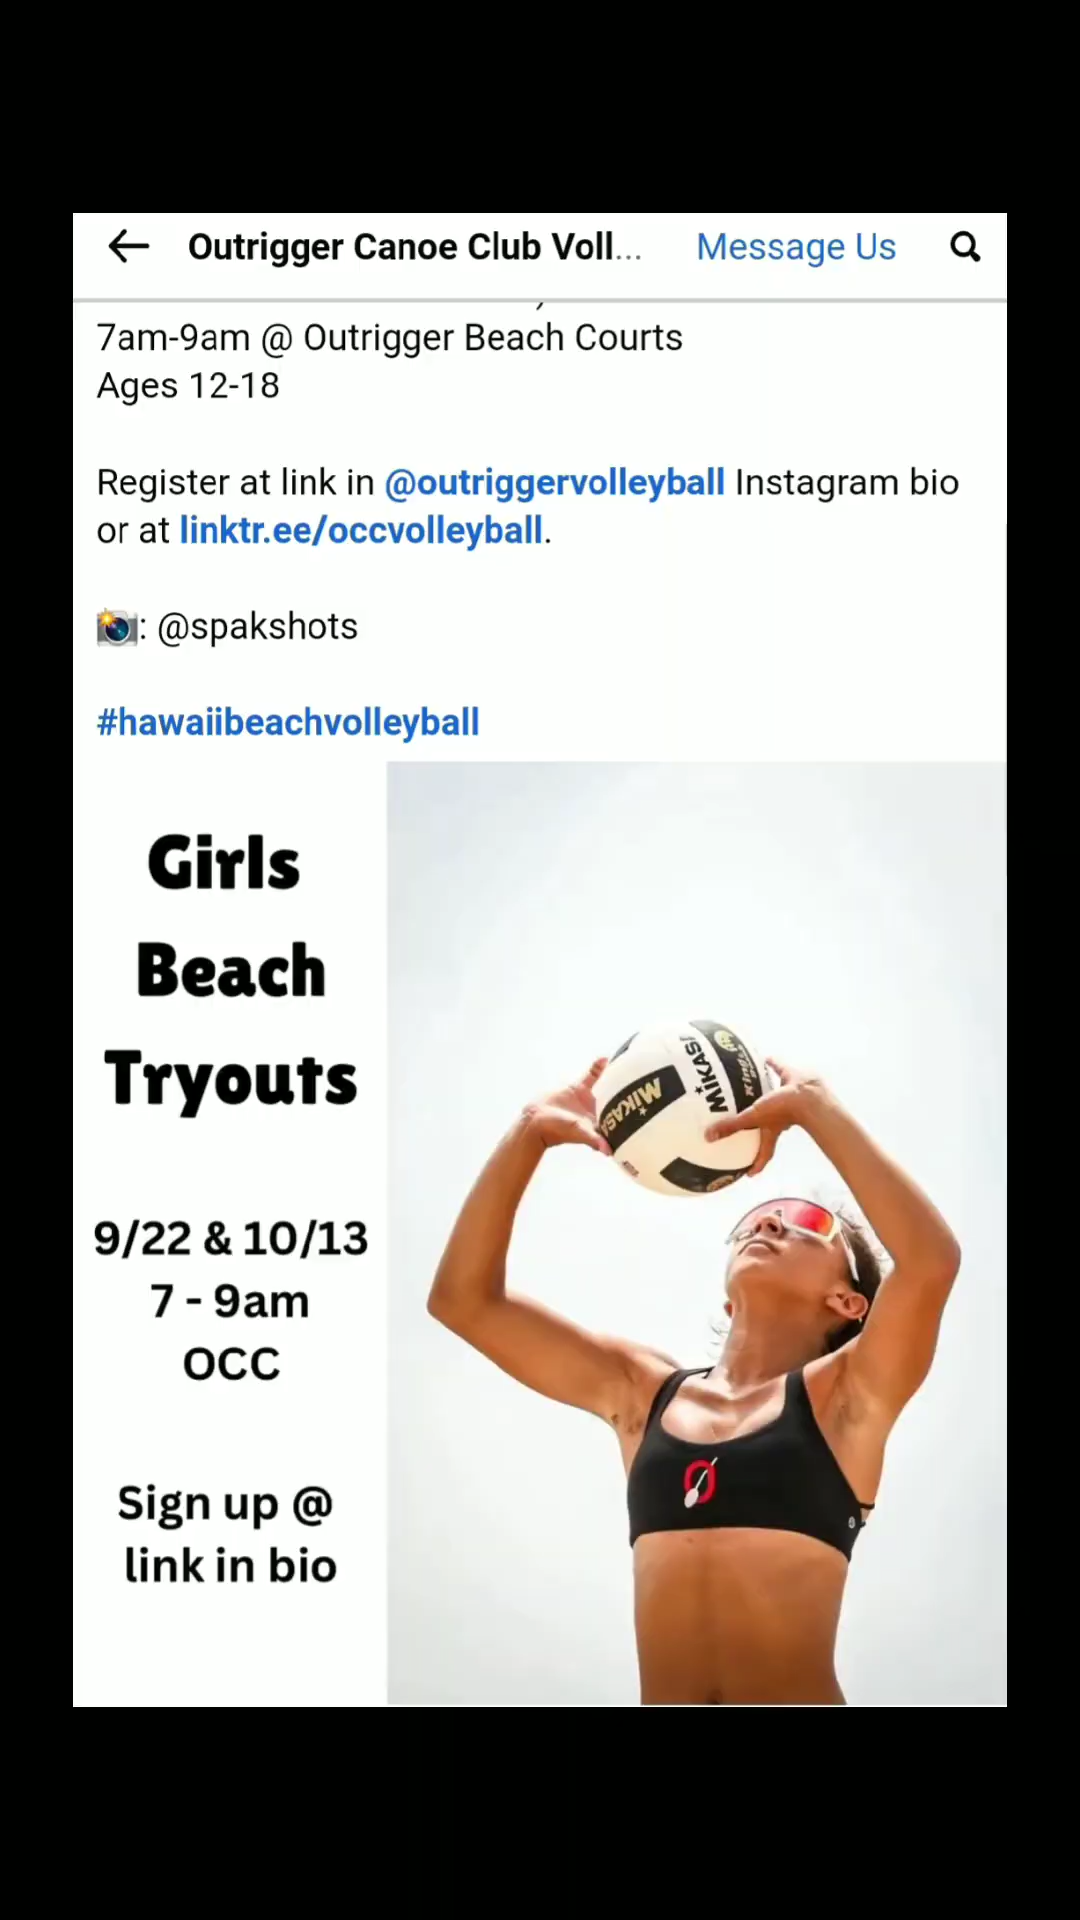 Outrigger Canoe Club Voll... Message Us
7am-9am @ Outrigger Beach Courts
Ages 12-18
Register at link in @outriggervolleyball Instagram bio
or at linktr.ee/occvolleyball.
: @spakshots
#hawaiibeachvolleyball
Girls
Beach
Tryouts
9/22 & 10/13
7 - 9am
OCC
Sign up @
link in bio
MIKASA
MIKASA